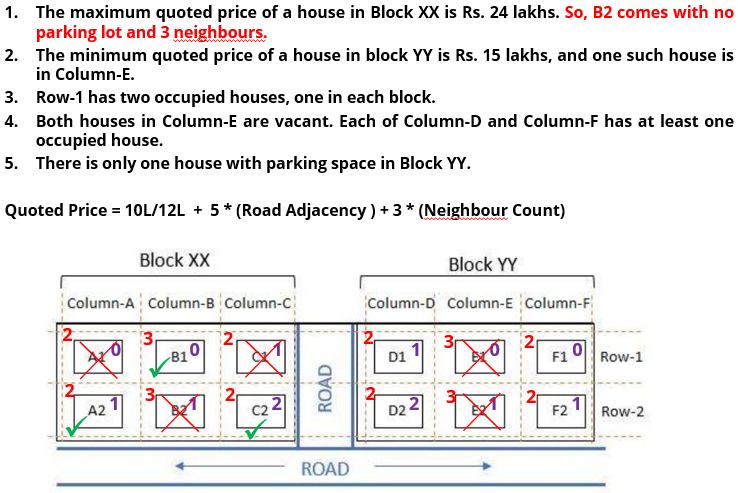 1. The maximum quoted price of a house in Block XX is Rs. 24 lakhs. So, B2 comes with no
parking lot and 3 neighbours.
2. The minimum quoted price of a house in block YY is Rs. 15 lakhs, and one such house is
in Column-E.
3. Row-1 has two occupied houses, one in each block.
4. Both houses in Column-E are vacant. Each of Column-D and Column-F has at least one
occupied house.
5. There is only one house with parking space in Block YY.
Quoted Price = 10L/12L + 5 * (Road Adjacency ) + 3 * (Neighbour Count)
Block XX Block YY
Column-A Column-B Column-C Column-D Column-E Column-F
2 A1 0 3 B1 0 2 C1 1 2 D1 1 3 E1 0 2 F1 0 Row-1
2 A2 1 3 B2 1 2 C2 2 2 D2 2 3 E2 1 2 F2 1 Row-2
ROAD
ROAD